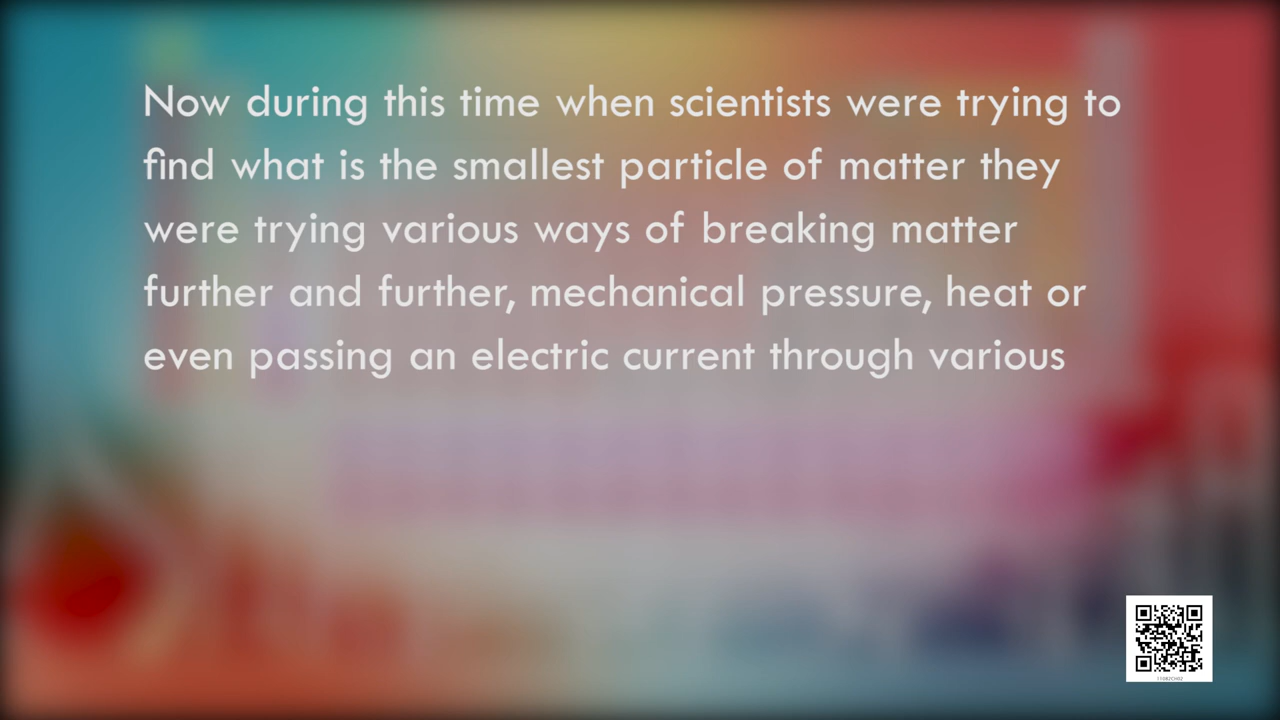 Now during this time when scientists were trying to
find what is the smallest particle of matter they
were trying various ways of breaking matter
further and further, mechanical pressure, heat or
even passing an electric current through various